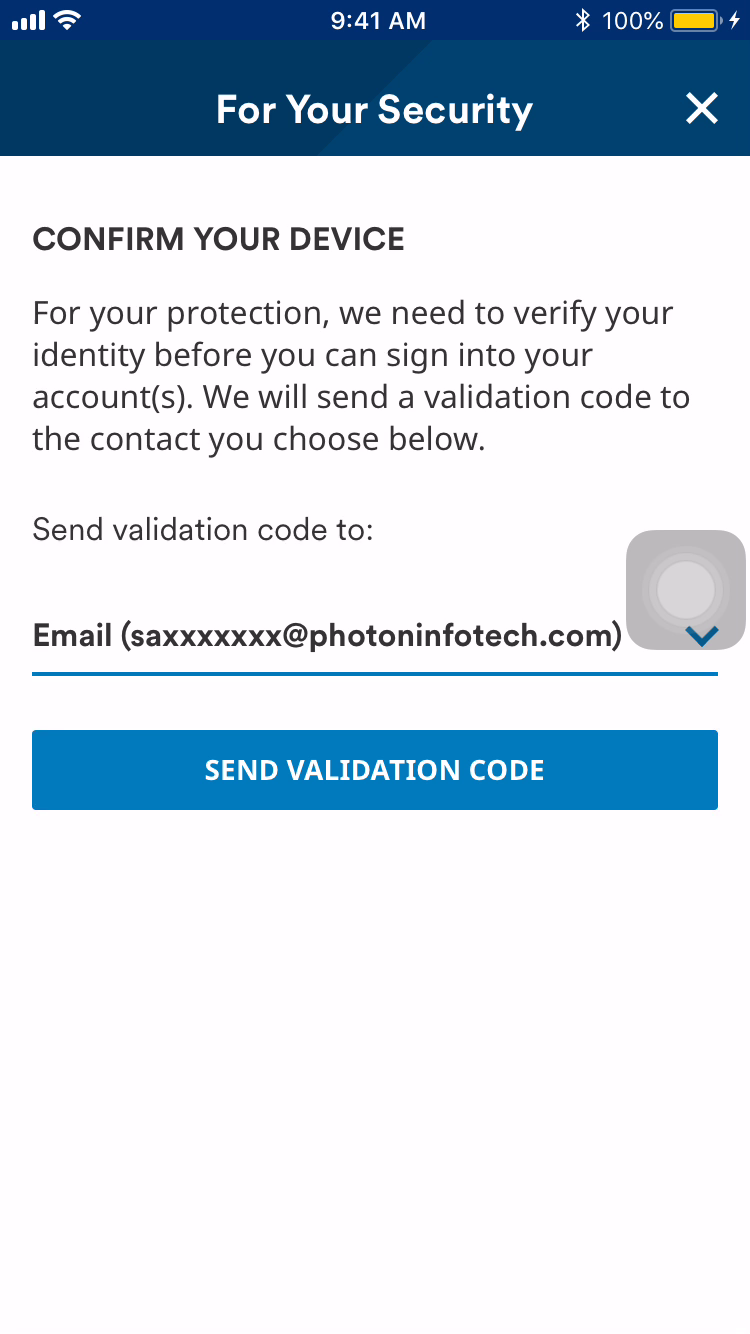 9:41 AM
100%
For Your Security
CONFIRM YOUR DEVICE
For your protection, we need to verify your
identity before you can sign into your
account(s). We will send a validation code to
the contact you choose below.
Send validation code to:
Email (saxxxxxxx@photoninfotech.com)
SEND VALIDATION CODE